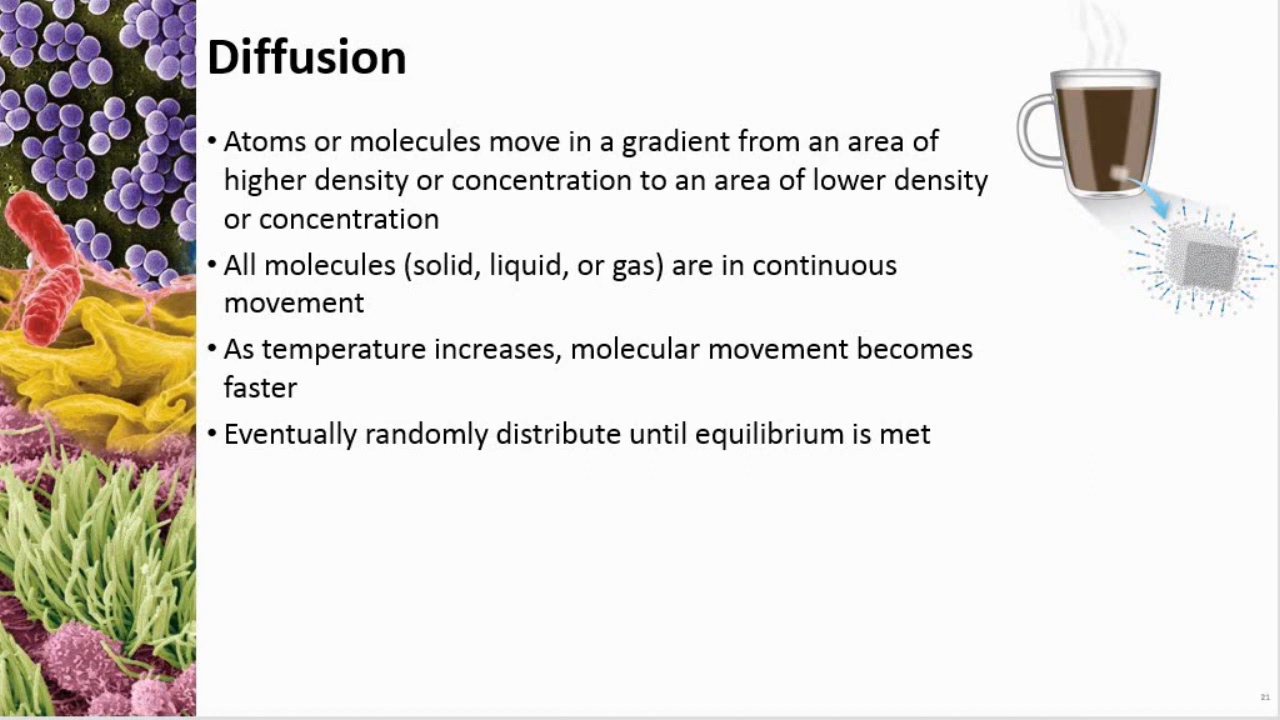 Diffusion
• Atoms or molecules move in a gradient from an area of
higher density or concentration to an area of lower density
or concentration
• All molecules (solid, liquid, or gas) are in continuous
movement
• As temperature increases, molecular movement becomes
faster
• Eventually randomly distribute until equilibrium is met
21